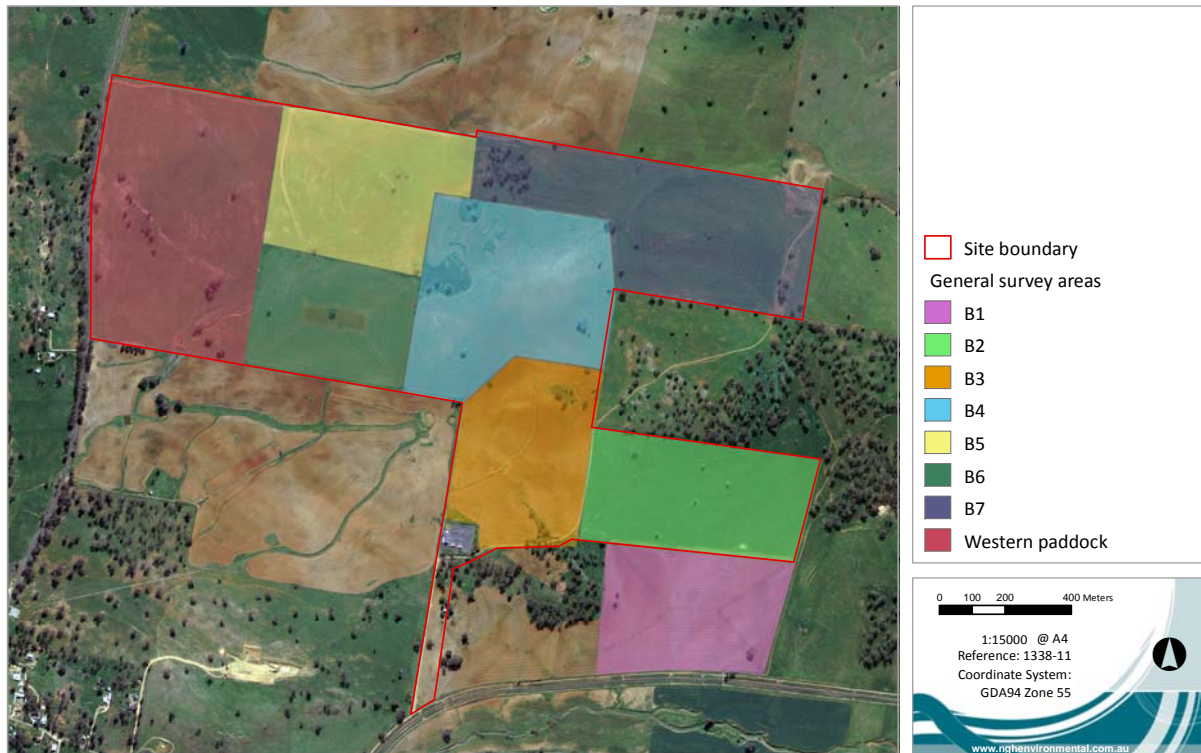 Site boundary
General survey areas
B1
B2
B3
B4
B5
B6
B7
Western paddock
0 100 200 400 Meters
1:15000 @ A4
Reference: 1338-11
Coordinate System:
GDA94 Zone 55
www.nghenvironmental.com.au